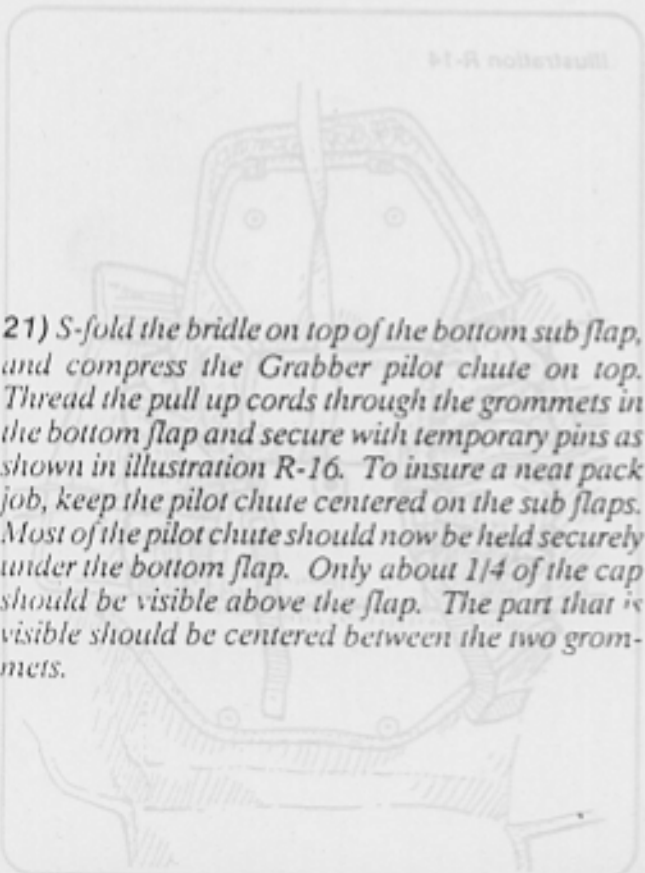 Illustration R-14
21) S-fold the bridle on top of the bottom sub flap,
and compress the Grabber pilot chute on top.
Thread the pull up cords through the grommets in
the bottom flap and secure with temporary pins as
shown in illustration R-16. To insure a neat pack
job, keep the pilot chute centered on the sub flaps.
Most of the pilot chute should now be held securely
under the bottom flap. Only about 1/4 of the cap
should be visible above the flap. The part that is
visible should be centered between the two grom-
mets.